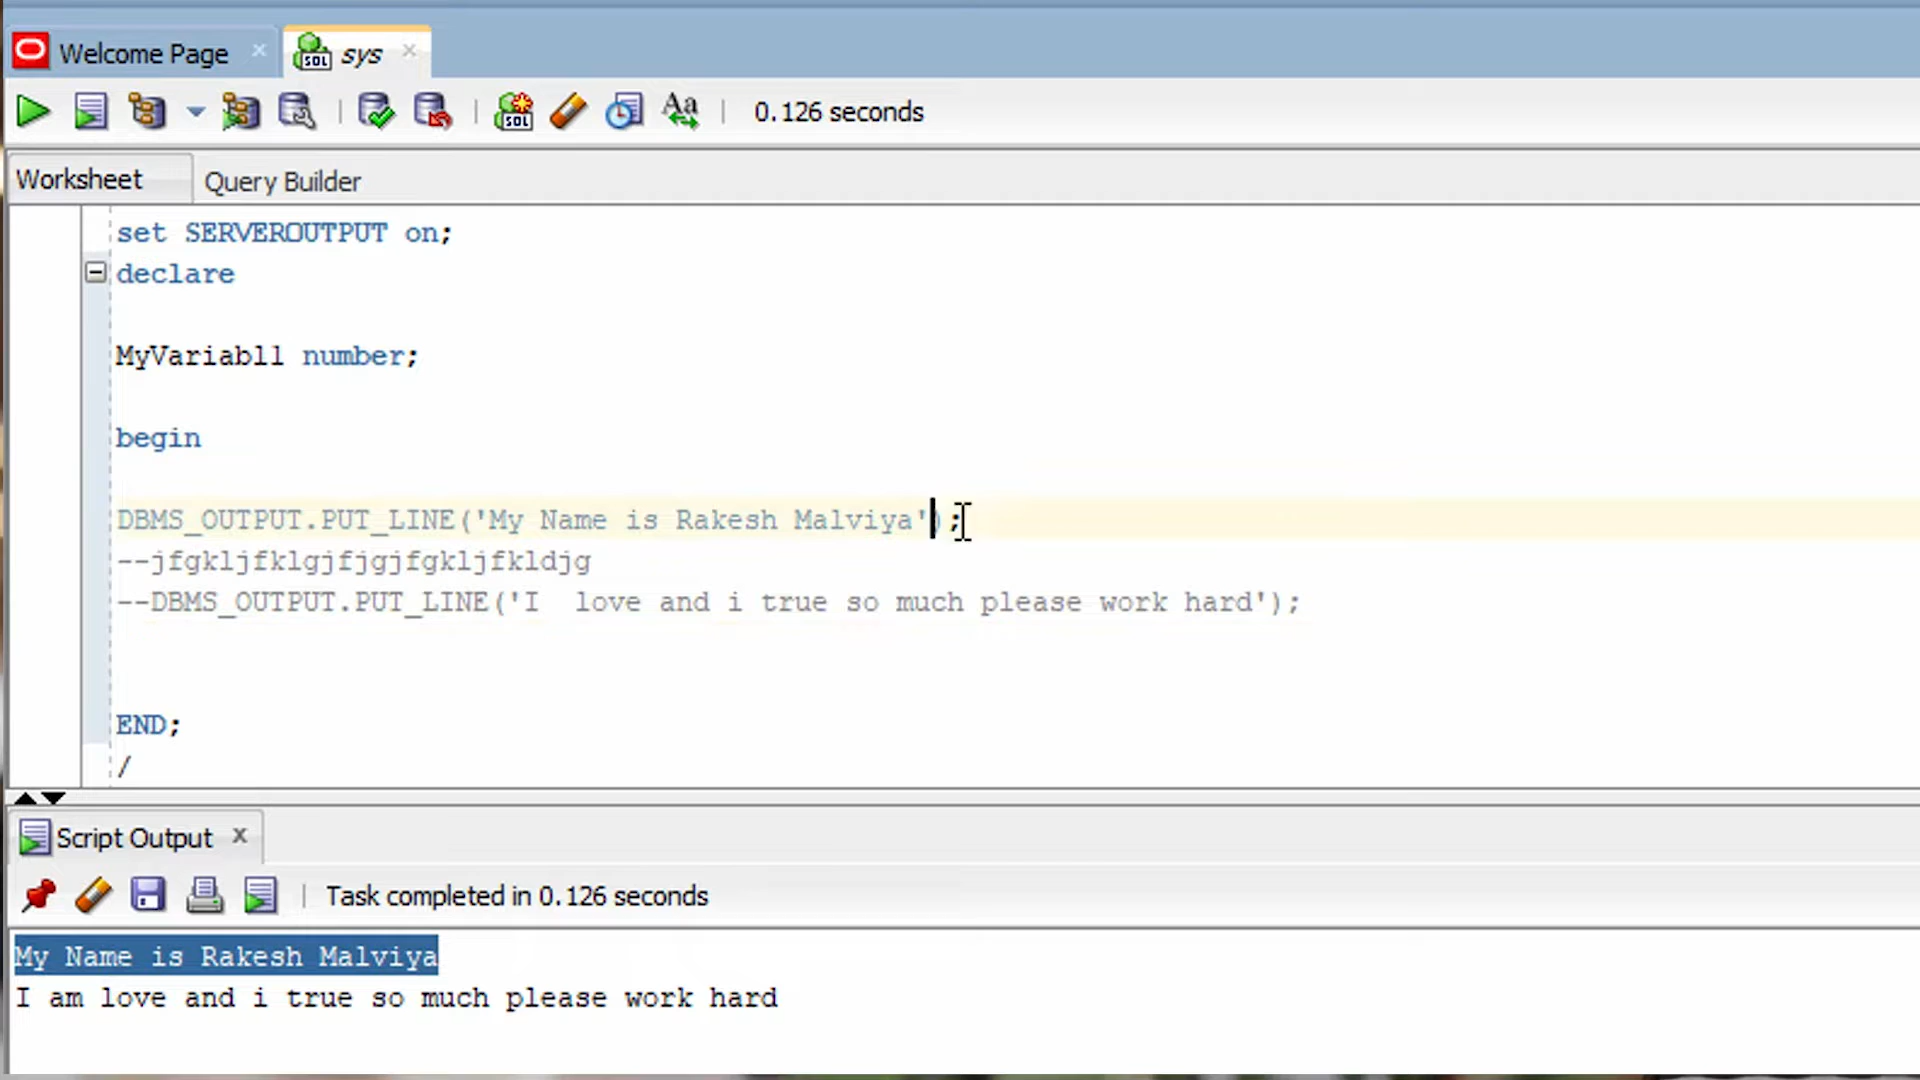 Welcome Page
sys
0.126 seconds
Worksheet
Query Builder
set SERVEROUTPUT on;
declare
MyVariabll number;
begin
DBMS_OUTPUT.PUT_LINE('My Name is Rakesh Malviya');
--jfgkljfklgjfjgjfgkljfkldjg
--DBMS_OUTPUT.PUT_LINE('I  love and i true so much please work hard');
END;
/
Script Output
Task completed in 0.126 seconds
My Name is Rakesh Malviya
I am love and i true so much please work hard